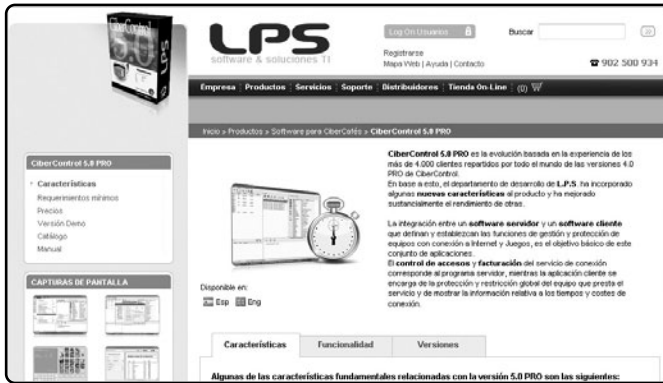 CiberControl
5.0
LPS
LPS
software & soluciones TI
Log On Usuarios
Buscar
Registrarse
Mapa Web | Ayuda | Contacto
902 500 934
Empresa | Productos | Servicios | Soporte | Distribuidores | Tienda On-Line | (0)
Inicio » Productos » Software para CiberCafés » CiberControl 5.0 PRO
CiberControl 5.0 PRO
Características
Requerimientos mínimos
Precios
Versión Demo
Catálogo
Manual
CAPTURAS DE PANTALLA
Disponible en:
Esp Eng
CiberControl 5.0 PRO es la evolución basada en la experiencia de los
más de 4.000 clientes repartidos por todo el mundo de las versiones 4.0
PRO de CiberControl.
En base a esto, el departamento de desarrollo de L.P.S. ha incorporado
algunas nuevas características al producto y ha mejorado
sustancialmente el rendimiento de otras.
La integración entre un software servidor y un software cliente
que definan y establezcan las funciones de gestión y protección de
equipos con conexión a Internet y Juegos, es el objetivo básico de este
conjunto de aplicaciones.
El control de accesos y facturación del servicio de conexión
corresponde al programa servidor, mientras la aplicación cliente se
encarga de la protección y restricción global del equipo que presta el
servicio y de mostrar la información relativa a los tiempos y costes de
conexión.
Características Funcionalidad Versiones
Algunas de las características fundamentales relacionadas con la versión 5.0 PRO son las siguientes: